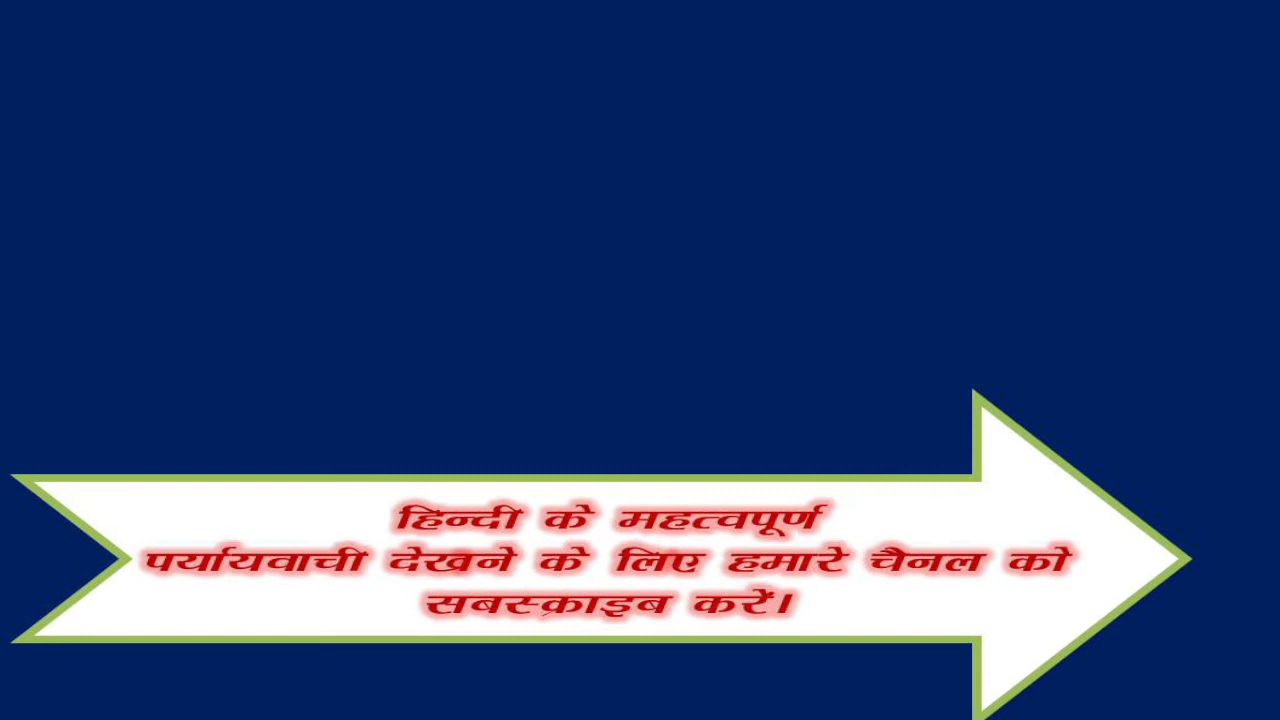 हिन्दी के महत्वपूर्ण
पर्यायवाची देखने के लिए हमारे चैनल को
सबस्क्राइब करें।